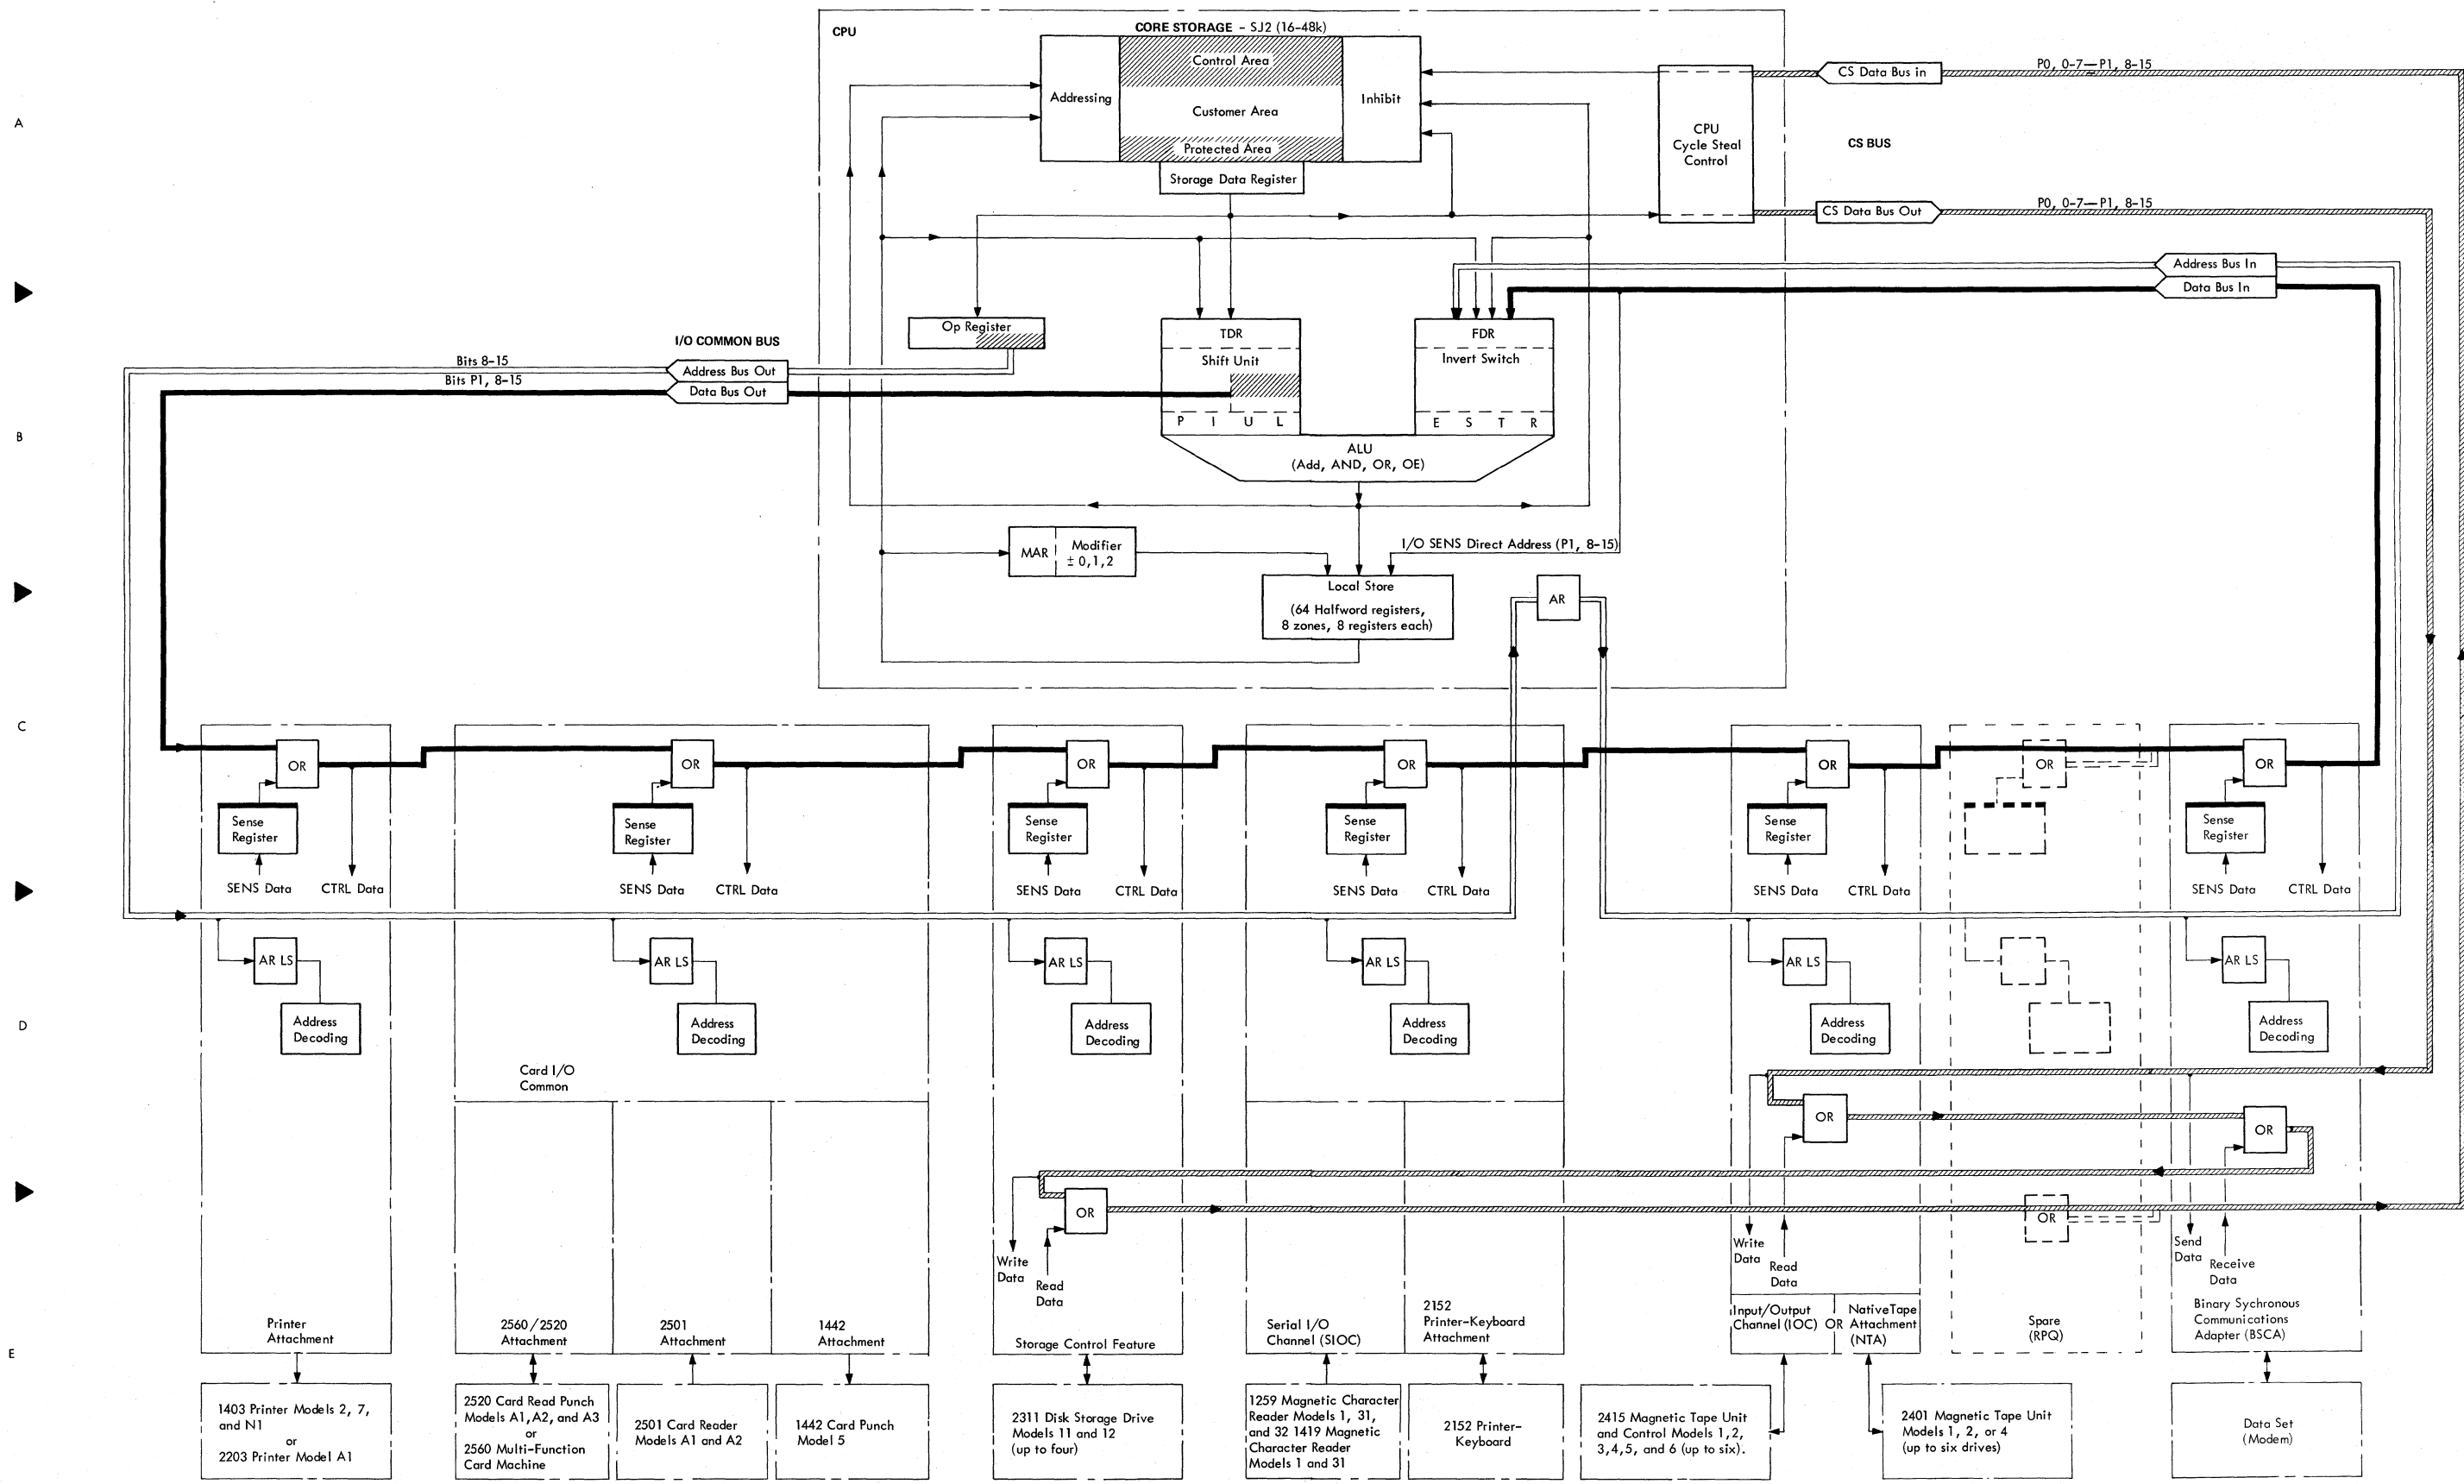 CPU
CORE STORAGE - SJ2 (16-48k)
Control Area
Addressing
Customer Area
Inhibit
Protected Area
Storage Data Register
CPU
Cycle Steal
Control
CS Data Bus in
P0, 0-7—P1, 8-15
CS BUS
CS Data Bus Out
P0, 0-7—P1, 8-15
Address Bus In
Data Bus In
A
Op Register
TDR
Shift Unit
P I U L
FDR
Invert Switch
E S T R
ALU
(Add, AND, OR, OE)
I/O COMMON BUS
Bits 8-15
Address Bus Out
Bits P1, 8-15
Data Bus Out
B
MAR
Modifier
± 0,1,2
I/O SENS Direct Address (P1, 8-15)
Local Store
(64 Halfword registers,
8 zones, 8 registers each)
AR
C
OR
Sense
Register
SENS Data
CTRL Data
OR
Sense
Register
SENS Data
CTRL Data
OR
Sense
Register
SENS Data
CTRL Data
OR
Sense
Register
SENS Data
CTRL Data
OR
Sense
Register
SENS Data
CTRL Data
OR
OR
Sense
Register
SENS Data
CTRL Data
D
AR LS
Address
Decoding
AR LS
Address
Decoding
AR LS
Address
Decoding
AR LS
Address
Decoding
AR LS
Address
Decoding
AR LS
Address
Decoding
Card I/O
Common
OR
OR
OR
OR
Write
Data
Read
Data
Write
Data
Read
Data
Send
Data
Receive
Data
E
Printer
Attachment
2560/2520
Attachment
2501
Attachment
1442
Attachment
Storage Control Feature
Serial I/O
Channel (SIOC)
2152
Printer-Keyboard
Attachment
Input/Output
Channel (IOC)
OR
NativeTape
Attachment
(NTA)
Spare
(RPQ)
Binary Sychronous
Communications
Adapter (BSCA)
1403 Printer Models 2, 7,
and N1
or
2203 Printer Model A1
2520 Card Read Punch
Models A1,A2, and A3
or
2560 Multi-Function
Card Machine
2501 Card Reader
Models A1 and A2
1442 Card Punch
Model 5
2311 Disk Storage Drive
Models 11 and 12
(up to four)
1259 Magnetic Character
Reader Models 1, 31,
and 32 1419 Magnetic
Character Reader
Models 1 and 31
2152 Printer-
Keyboard
2415 Magnetic Tape Unit
and Control Models 1,2,
3,4,5, and 6 (up to six).
2401 Magnetic Tape Unit
Models 1, 2, or 4
(up to six drives)
Data Set
(Modem)